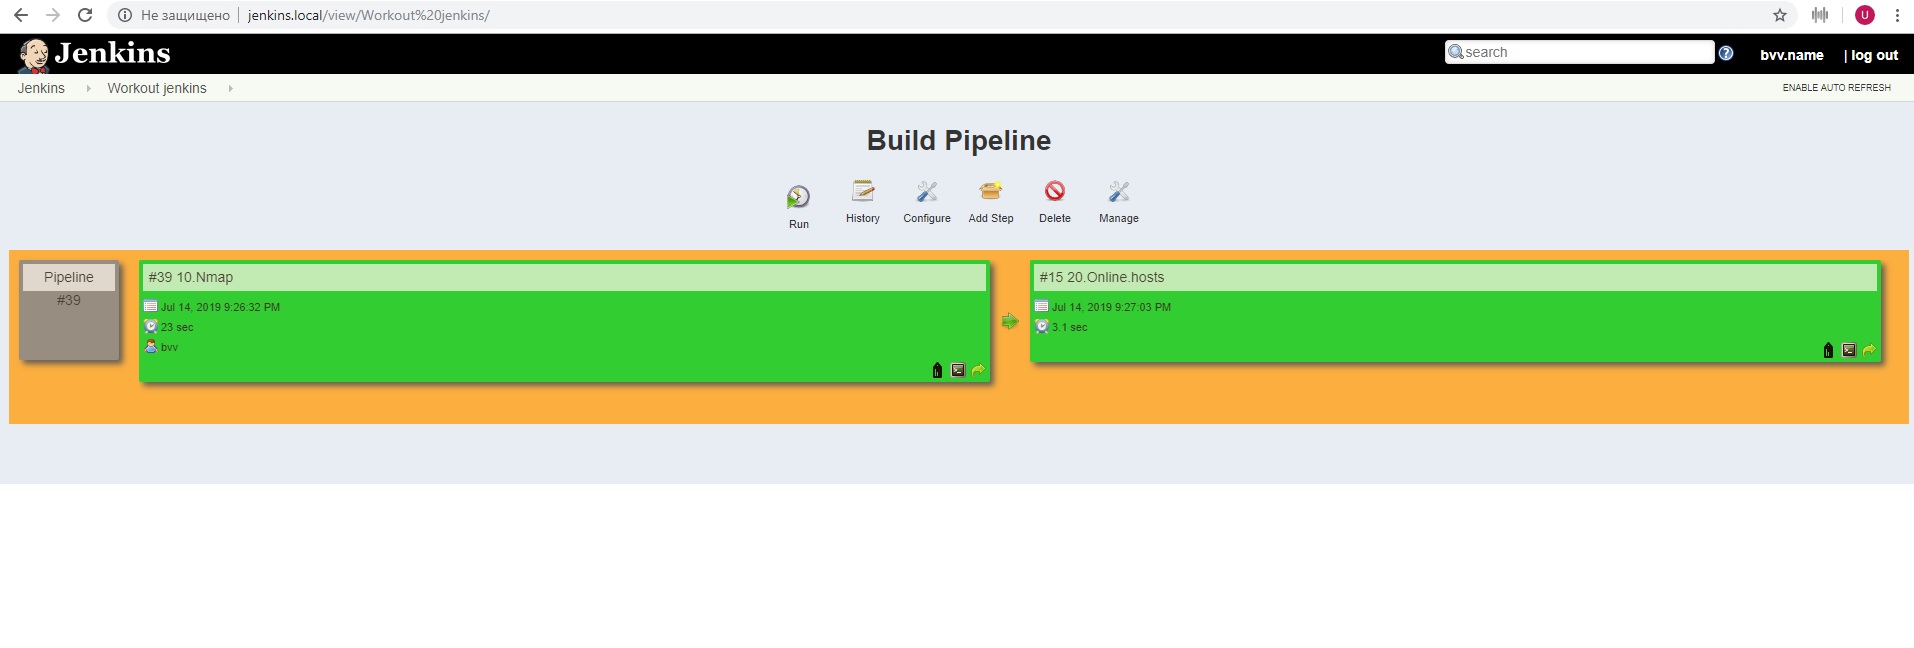 Не защищено jenkins.local/view/Workout%20jenkins/ U
Jenkins search bvv.name | log out
Jenkins Workout jenkins ENABLE AUTO REFRESH
Build Pipeline
Run History Configure Add Step Delete Manage
Pipeline
#39
#39 10.Nmap
Jul 14, 2019 9:26:32 PM
23 sec
bvv
#15 20.Online.hosts
Jul 14, 2019 9:27:03 PM
3.1 sec